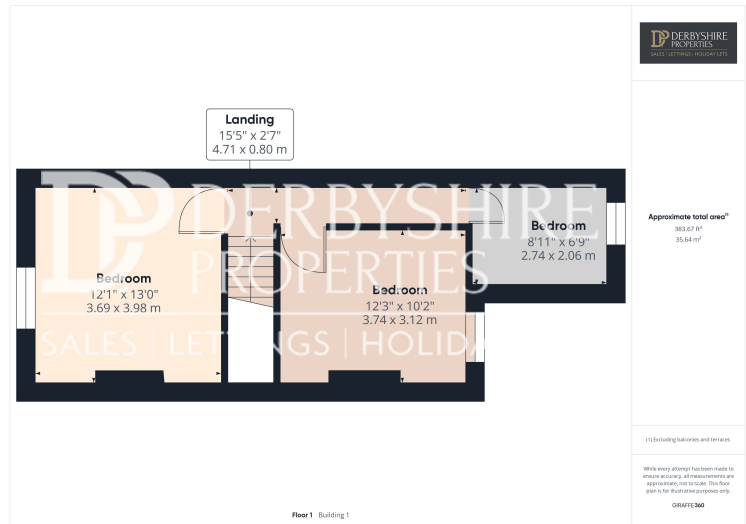 Landing
15'5" x 2'7"
4.71 x 0.80 m
DERBYSHIRE
PROPERTIES
SALES | LETTINGS | HOLIDA
Bedroom
12'1" x 13'0"
3.69 x 3.98 m
Bedroom
12'3" x 10'2"
3.74 x 3.12 m
Bedroom
8'11" x 6'9"
2.74 x 2.06 m
Floor 1 Building 1
DP DERBYSHIRE
PROPERTIES
SALES | LETTINGS | HOLIDAY LETS
Approximate total area⁽¹⁾
383.67 ft²
35.64 m²
(1) Excluding balconies and terraces
While every attempt has been made to
ensure accuracy, all measurements are
approximate, not to scale. This floor
plan is for illustrative purposes only.
GIRAFFE360